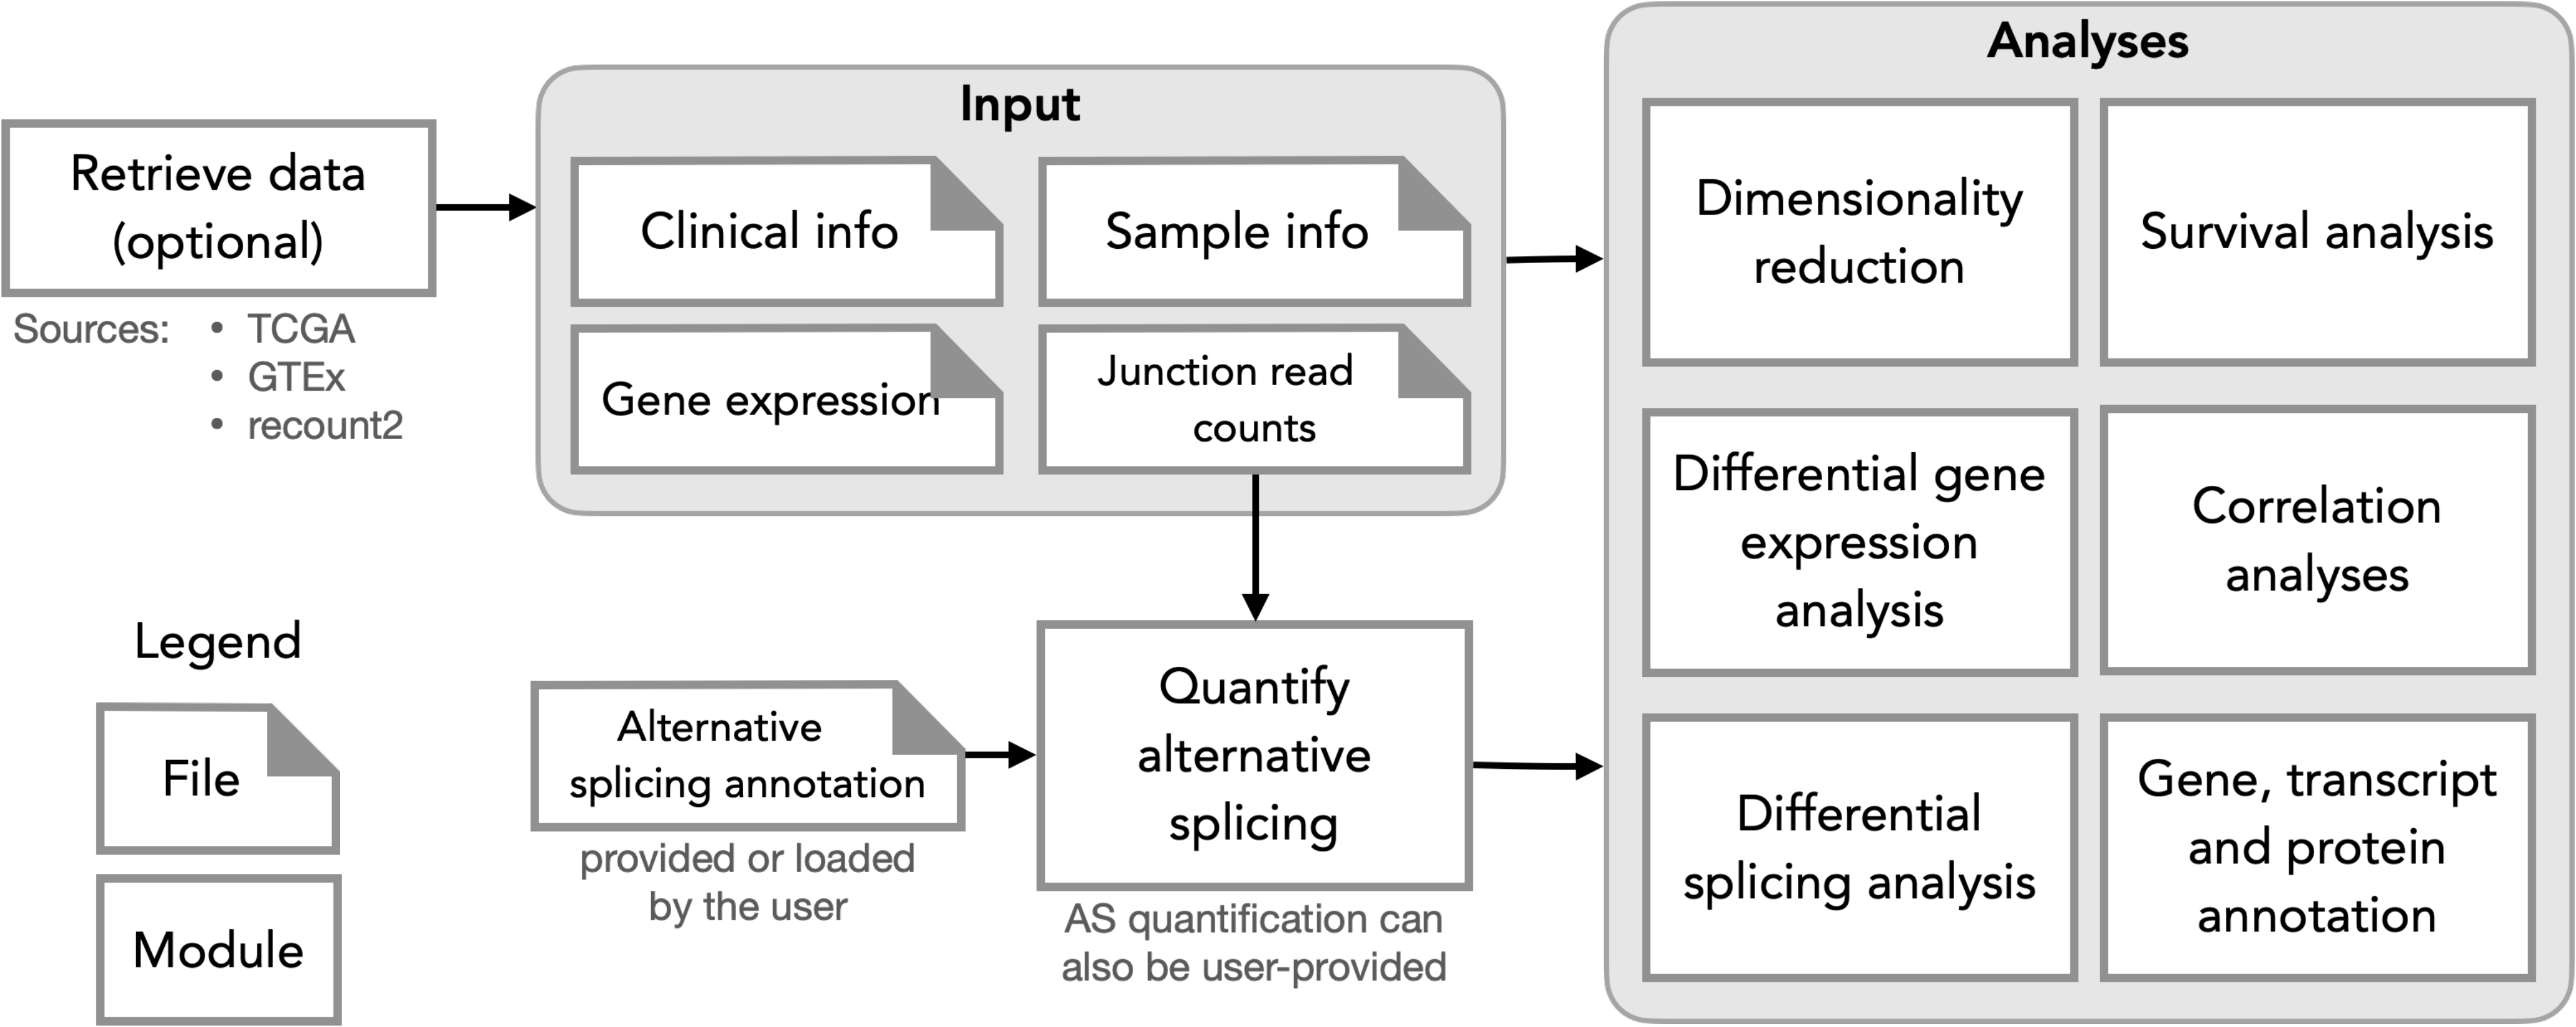 Retrieve data
(optional)
Sources:
• TCGA
• GTEx
• recount2
Input
Clinical info
Sample info
Gene expression
Junction read
counts
Alternative
splicing annotation
provided or loaded
by the user
Quantify
alternative
splicing
AS quantification can
also be user-provided
Analyses
Dimensionality
reduction
Survival analysis
Differential gene
expression
analysis
Correlation
analyses
Differential
splicing analysis
Gene, transcript
and protein
annotation
Legend
File
Module